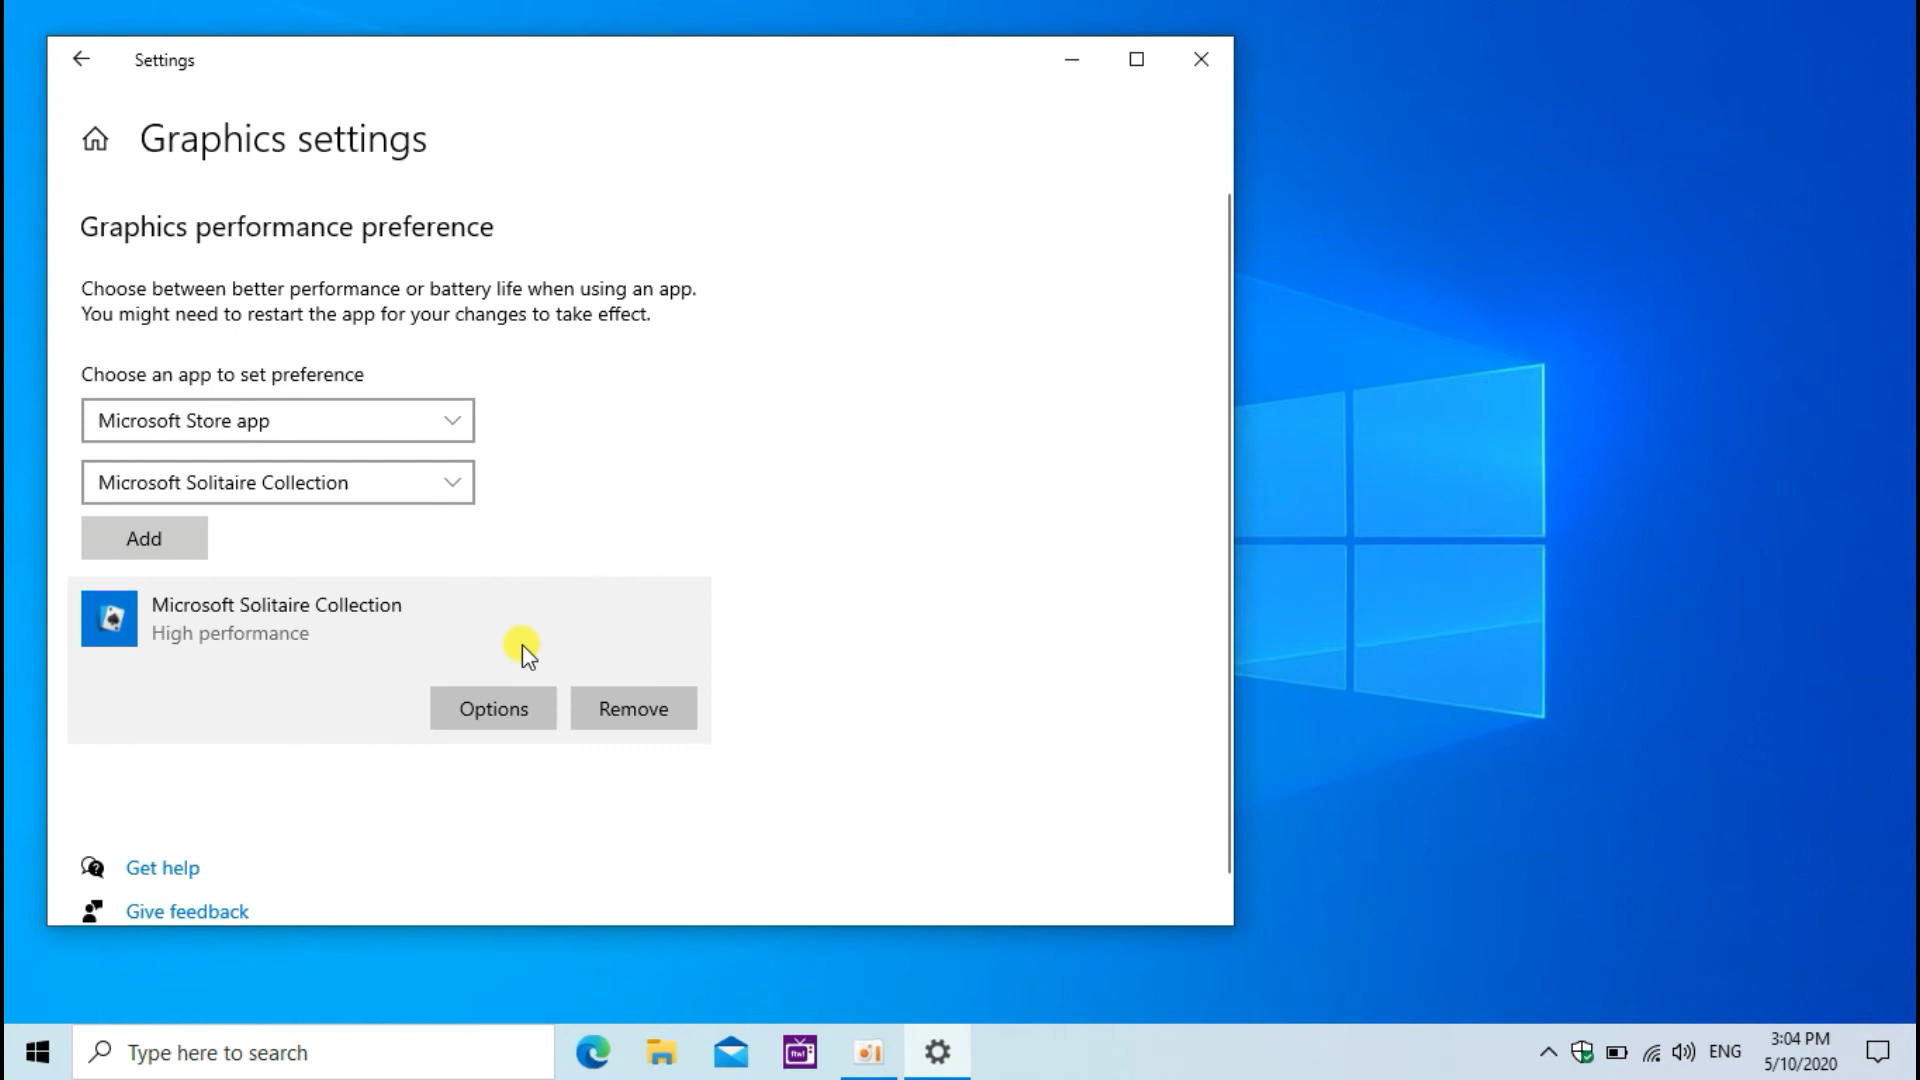 Settings
Graphics settings
Graphics performance preference
Choose between better performance or battery life when using an app.
You might need to restart the app for your changes to take effect.
Choose an app to set preference
Microsoft Store app
Microsoft Solitaire Collection
Add
Microsoft Solitaire Collection
High performance
Options
Remove
Get help
Give feedback
Type here to search
ftw!
ENG
3:04 PM
5/10/2020